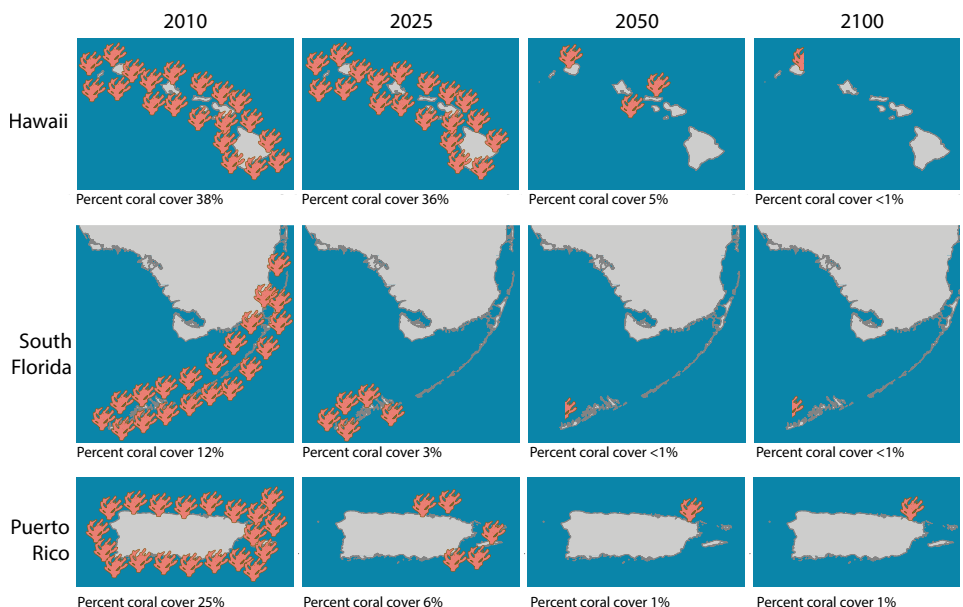 2010 2025 2050 2100
Hawaii
Percent coral cover 38% Percent coral cover 36% Percent coral cover 5% Percent coral cover <1%
South
Florida
Percent coral cover 12% Percent coral cover 3% Percent coral cover <1% Percent coral cover <1%
Puerto
Rico
Percent coral cover 25% Percent coral cover 6% Percent coral cover 1% Percent coral cover 1%